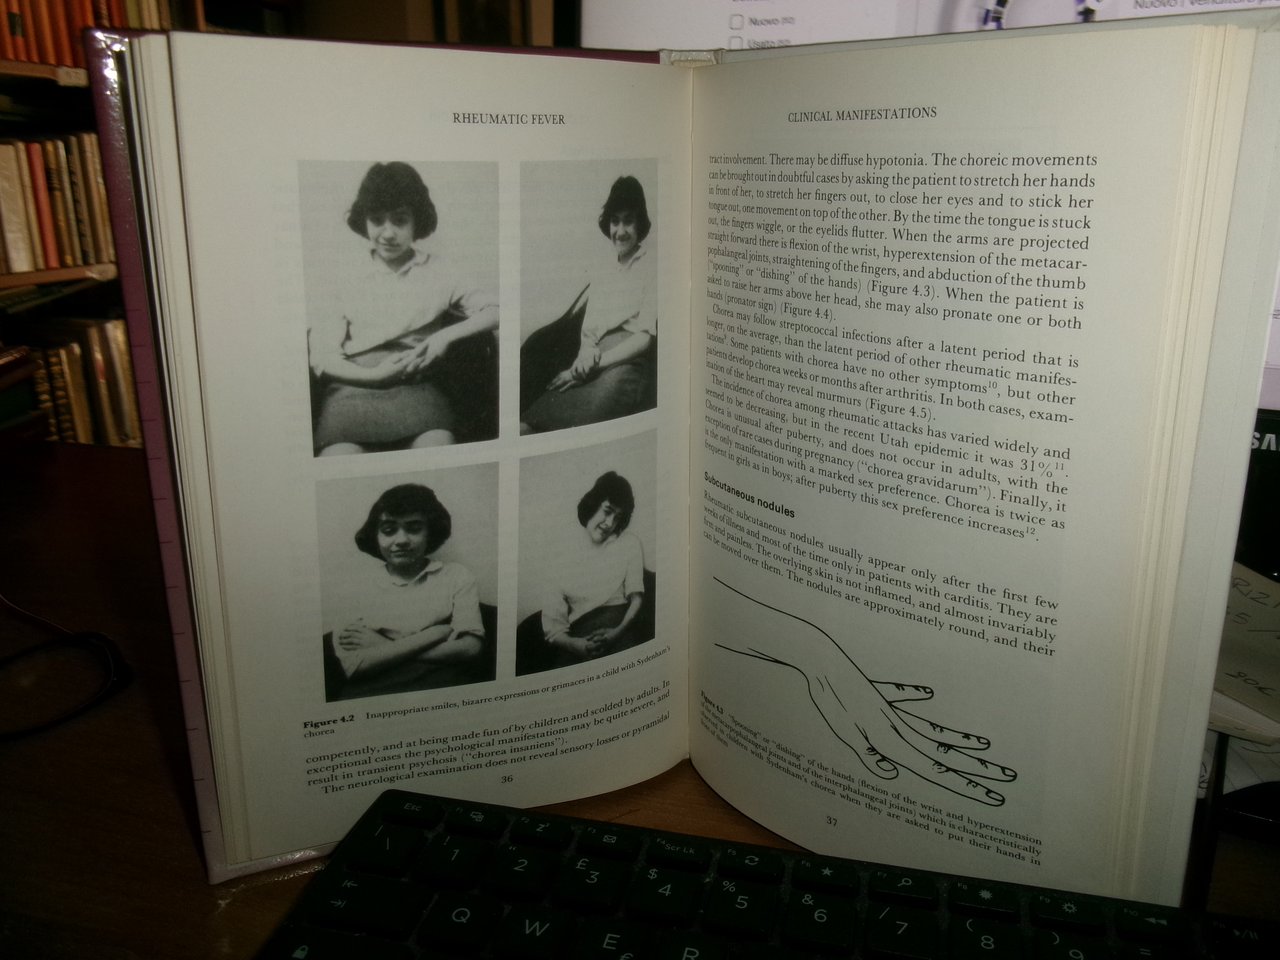 RHEUMATIC FEVER
Figure 4.2 Inappropriate smiles, bizarre expressions or grimaces in a child with Sydenham's
chorea
competently, and at being made fun of by children and scolded by adults. In
exceptional cases the psychological manifestations may be quite severe, and
result in transient psychosis ("chorea insaniens").
The neurological examination does not reveal sensory losses or pyramidal
36
CLINICAL MANIFESTATIONS
tract involvement. There may be diffuse hypotonia. The choreic movements
can be brought out in doubtful cases by asking the patient to stretch her hands
in front of her, to stretch her fingers out, to close her eyes and to stick her
tongue out, one movement on top of the other. By the time the tongue is stuck
out, the fingers wiggle, or the eyelids flutter. When the arms are projected
straight forward there is flexion of the wrist, hyperextension of the metacar-
pophalangeal joints, straightening of the fingers, and abduction of the thumb
("spooning" or "dishing" of the hands) (Figure 4.3). When the patient is
asked to raise her arms above her head, she may also pronate one or both
hands (pronator sign) (Figure 4.4).
Chorea may follow streptococcal infections after a latent period that is
longer, on the average, than the latent period of other rheumatic manifes-
tations⁹. Some patients with chorea have no other symptoms¹⁰, but other
patients develop chorea weeks or months after arthritis. In both cases, exam-
ination of the heart may reveal murmurs (Figure 4.5).
The incidence of chorea among rheumatic attacks has varied widely and
seemed to be decreasing, but in the recent Utah epidemic it was 31%¹¹.
Chorea is unusual after puberty, and does not occur in adults, with the
exception of rare cases during pregnancy ("chorea gravidarum"). Finally, it
is the only manifestation with a marked sex preference. Chorea is twice as
frequent in girls as in boys; after puberty this sex preference increases¹².
Subcutaneous nodules
Rheumatic subcutaneous nodules usually appear only after the first few
weeks of illness and most of the time only in patients with carditis. They are
firm and painless. The overlying skin is not inflamed, and almost invariably
can be moved over them. The nodules are approximately round, and their
Figure 4.3 "Spooning" or "dishing" of the hands (flexion of the wrist and hyperextension
of the metacarpophalangeal joints and of the interphalangeal joints) which is characteristically
observed in children with Sydenham's chorea when they are asked to put their hands in
front of them
37
Nuovo
Usato
Esc
Scr Lk
! 1
" 2
£ 3
$ 4
% 5
& 6
/ 7
( 8
) 9
=
Q
W
E
R